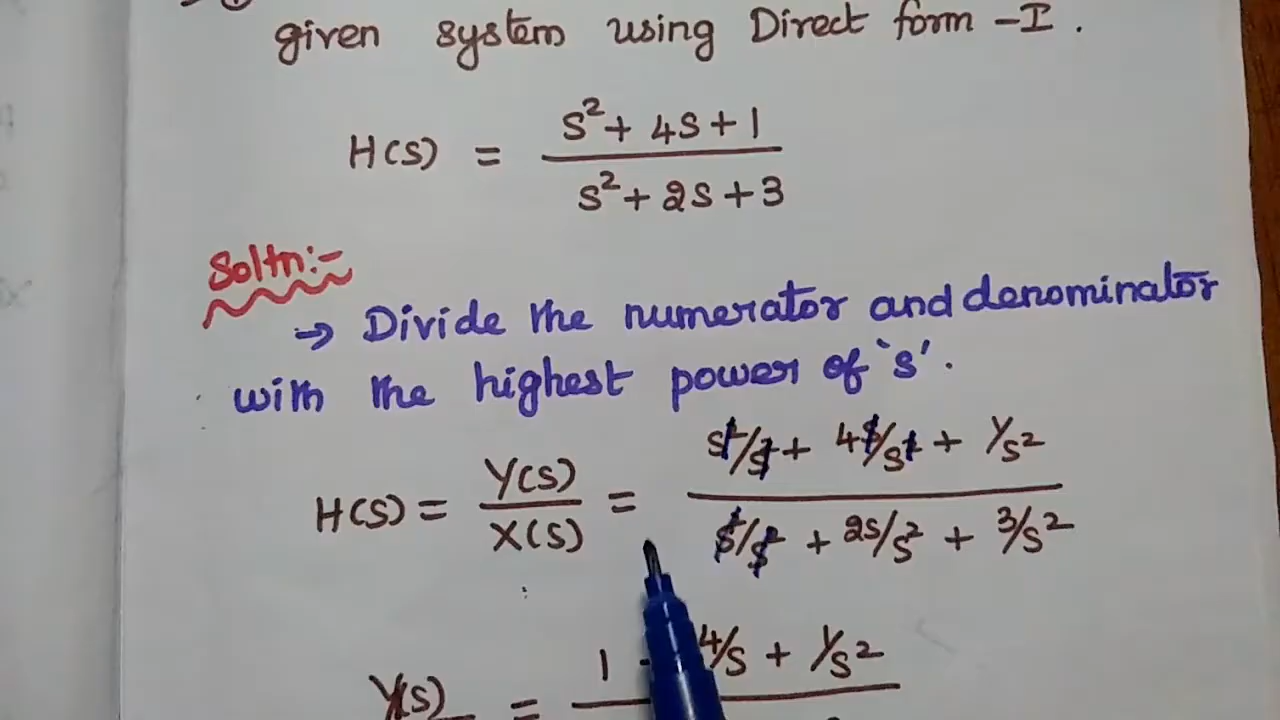 given system using Direct form -I.
H(S) = S²+ 4S+1 / S²+ 2S+3
Soltn:-
→ Divide the numerator and denominator
with the highest power of 's'.
H(S) = Y(S)/X(S) = S²/S² + 4S/S² + 1/S² / S²/S² + 2S/S² + 3/S²
Y(S) = 1 + 4/S + 1/S²